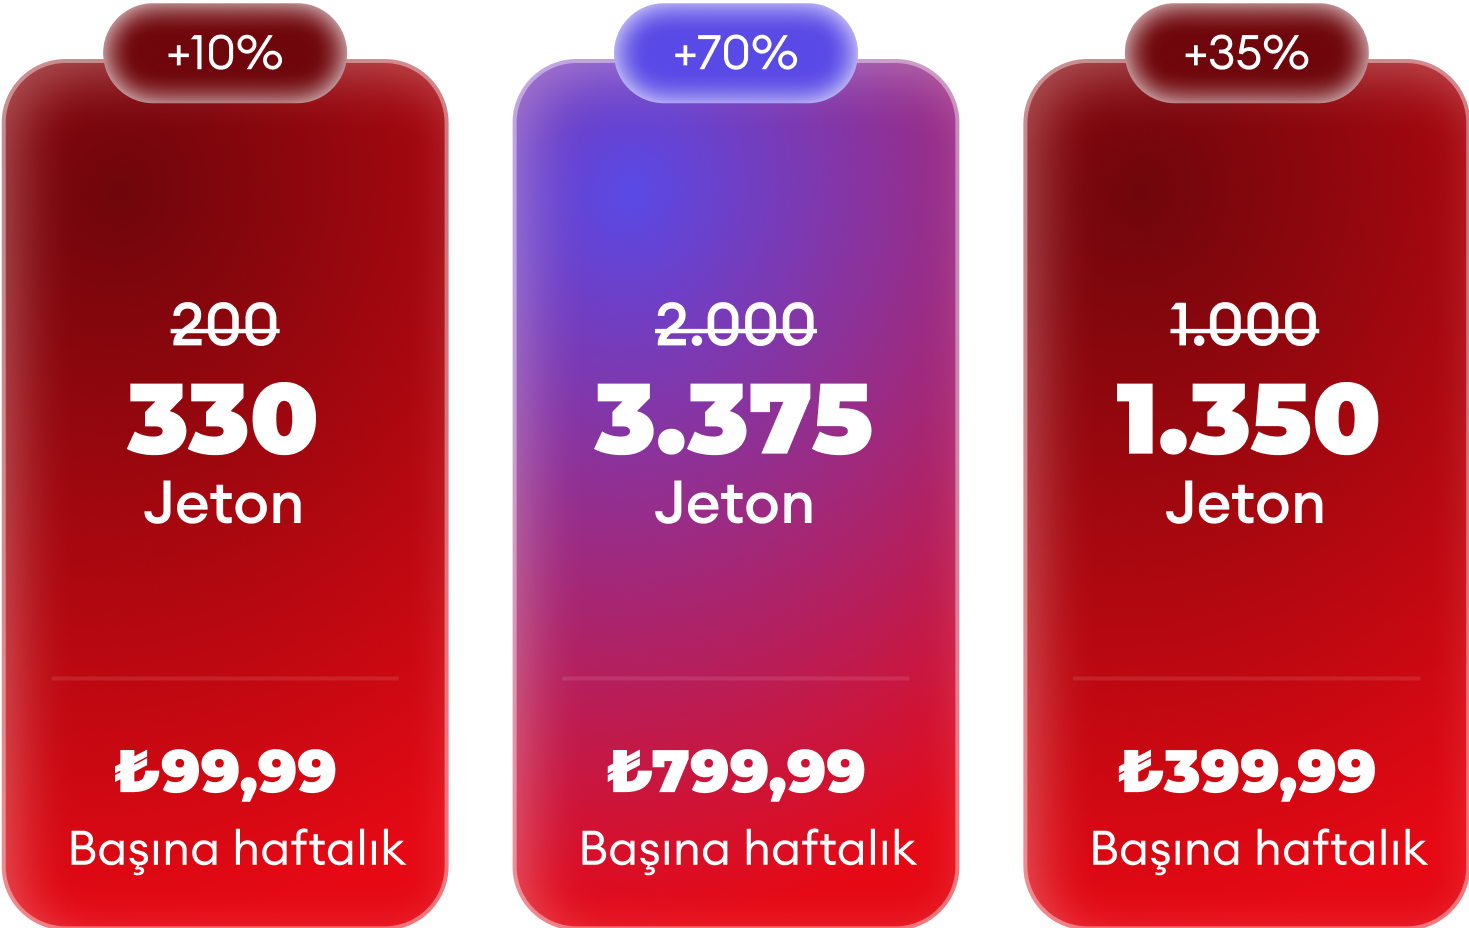 +10%
200
330
Jeton
₺99,99
Başına haftalık
+70%
2.000
3.375
Jeton
₺799,99
Başına haftalık
+35%
1.000
1.350
Jeton
₺399,99
Başına haftalık